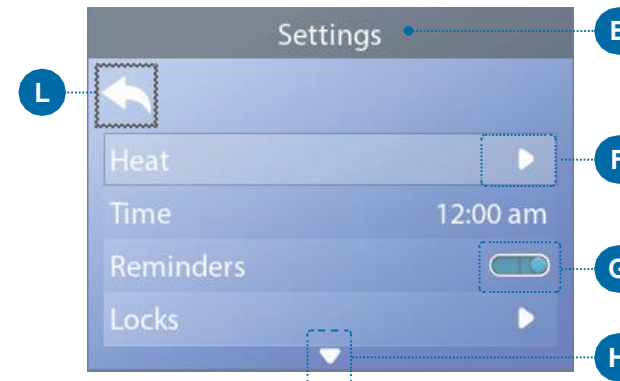 Settings
E
L
Heat
F
Time 12:00 am
Reminders
G
Locks
H